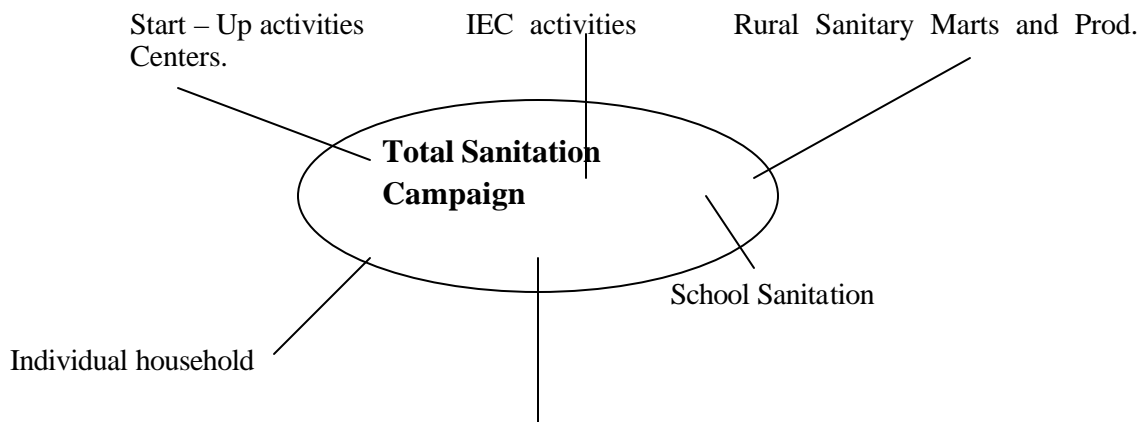 Start – Up activities IEC activities Rural Sanitary Marts and Prod.
Centers.
Total Sanitation
Campaign
School Sanitation
Individual household